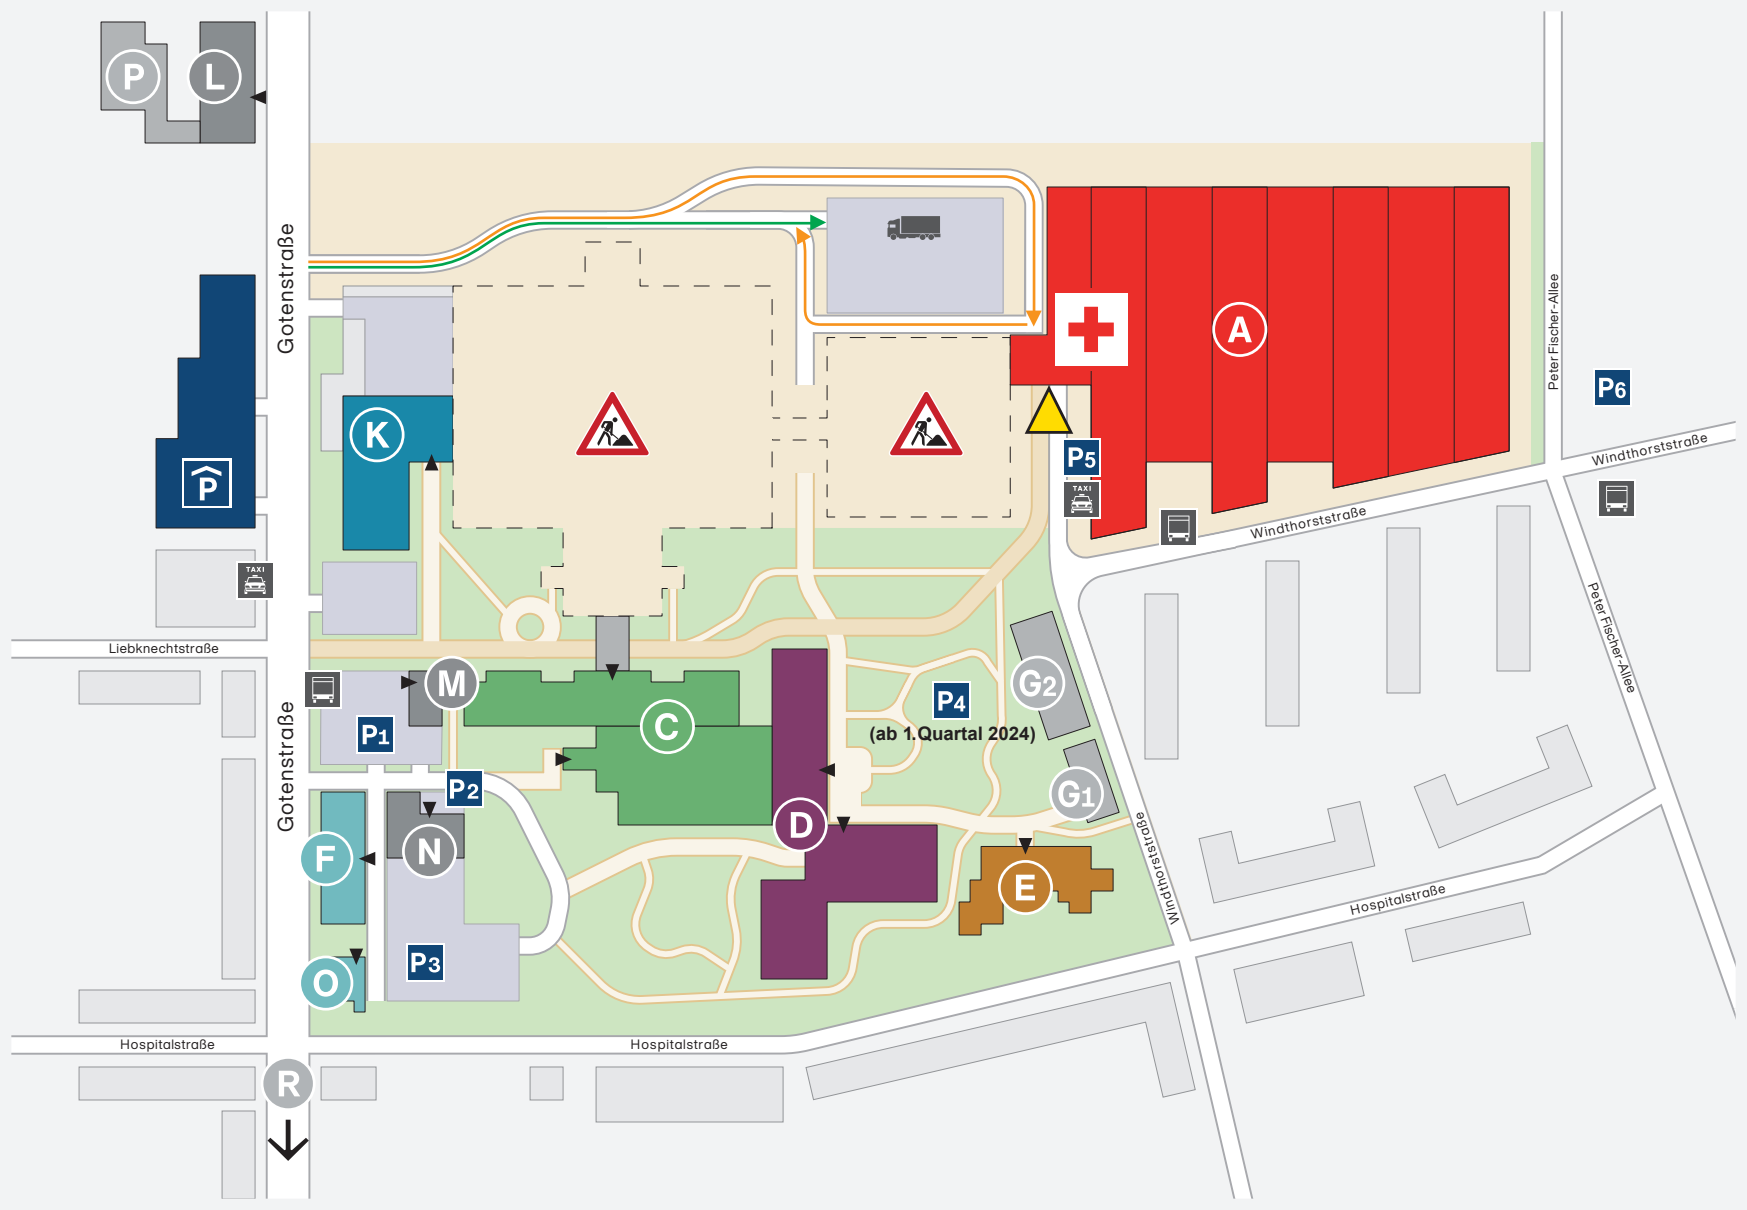 P
L
Gotenstraße
A
Peter Fischer-Allee
P6
K
P5
Windthorststraße
P
TAXI
Windthorststraße
TAXI
Liebknechtstraße
Peter Fischer-Allee
M
G2
P4
C
(ab 1.Quartal 2024)
P1
Gotenstraße
P2
G1
D
F
N
Windthorststraße
E
Hospitalstraße
P3
O
Hospitalstraße
Hospitalstraße
R